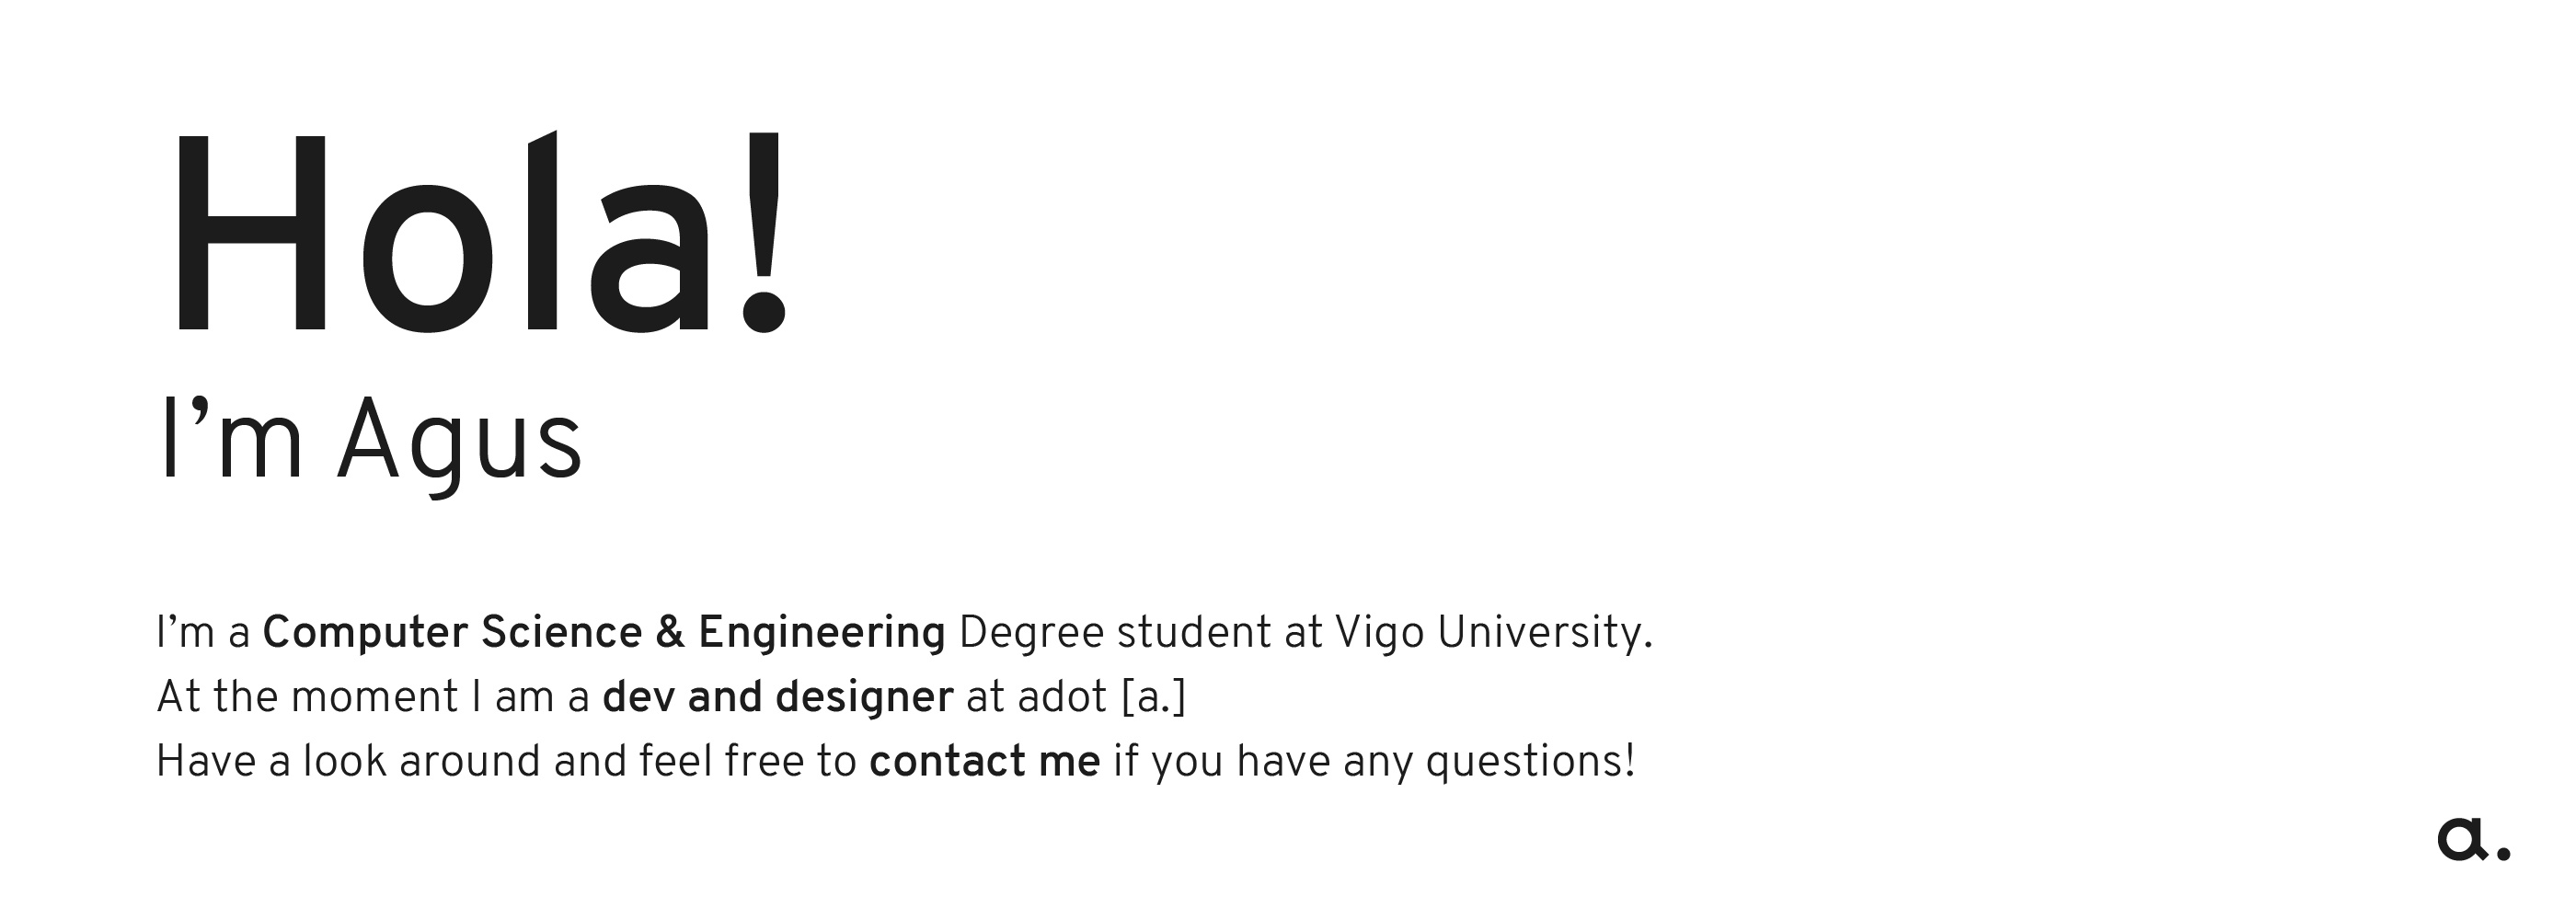 Hola!
I’m Agus
I’m a Computer Science & Engineering Degree student at Vigo University.
At the moment I am a dev and designer at adot [a.]
Have a look around and feel free to contact me if you have any questions!
a.